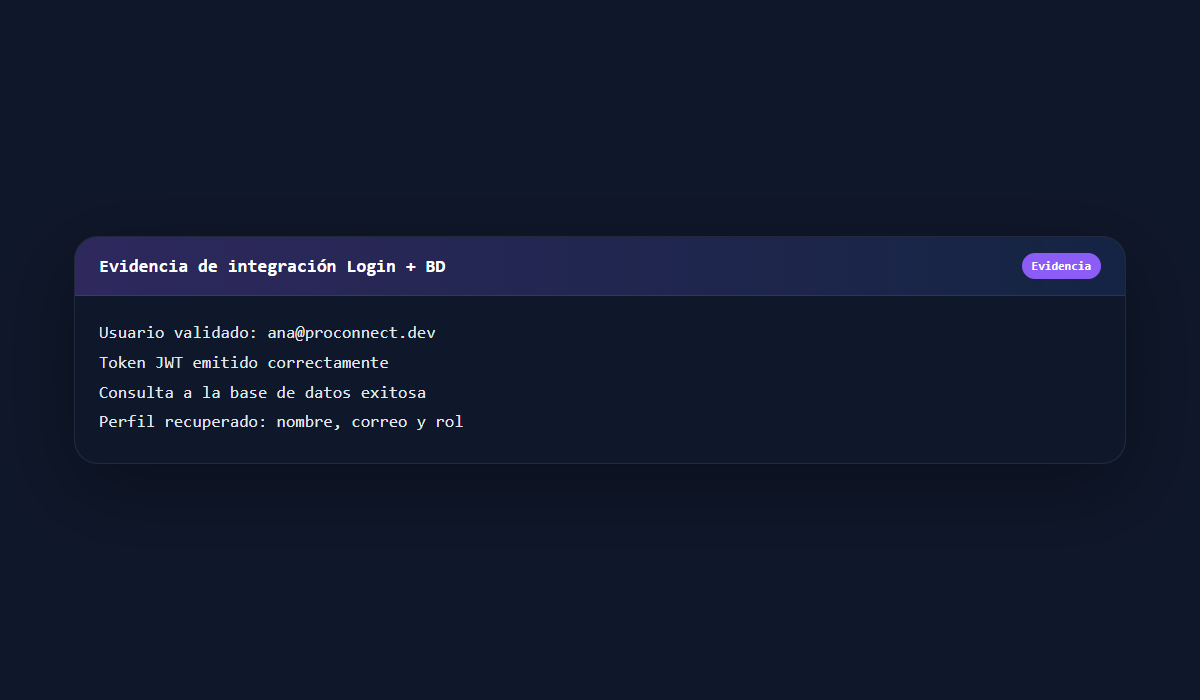 Evidencia de integración Login + BD
Evidencia
Usuario validado: ana@proconnect.dev
Token JWT emitido correctamente
Consulta a la base de datos exitosa
Perfil recuperado: nombre, correo y rol